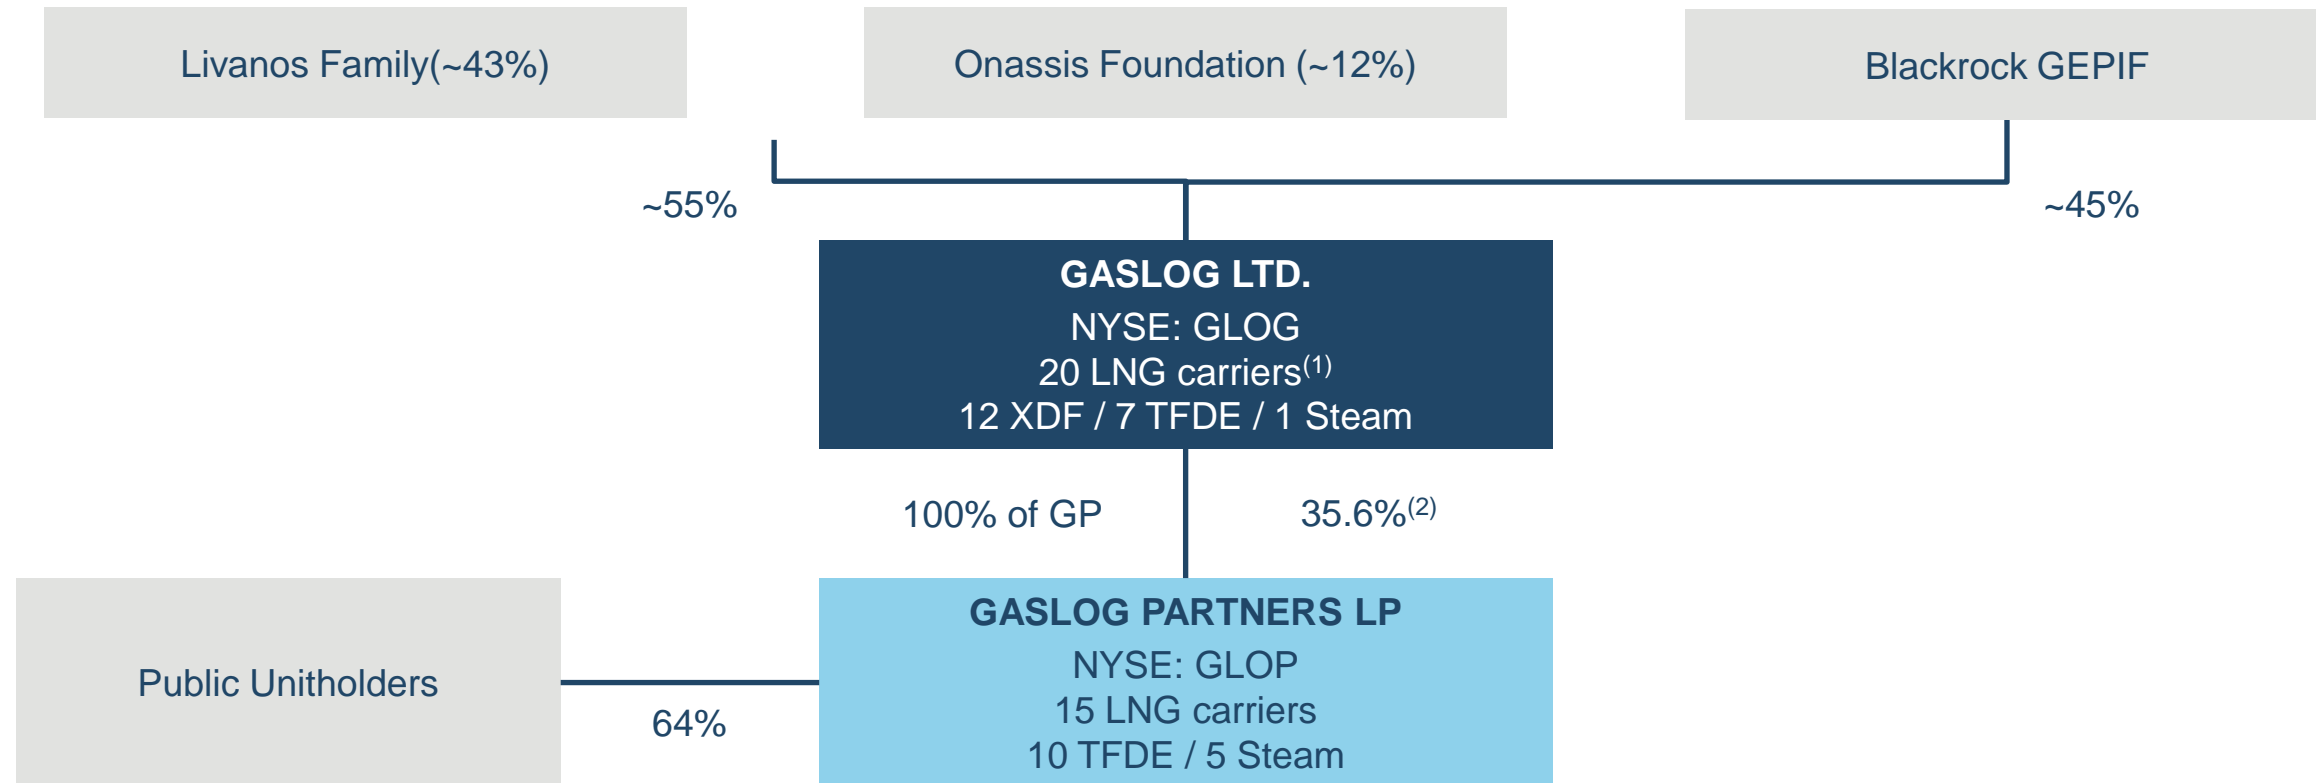 Livanos Family(~43%)
Onassis Foundation (~12%)
Blackrock GEPIF
~55%
~45%
GASLOG LTD.
NYSE: GLOG
20 LNG carriers(1)
12 XDF / 7 TFDE / 1 Steam
100% of GP
35.6%(2)
GASLOG PARTNERS LP
NYSE: GLOP
15 LNG carriers
10 TFDE / 5 Steam
Public Unitholders
64%